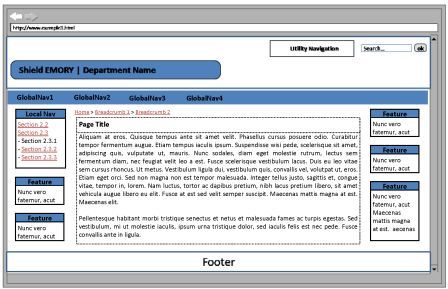 http://www.example1.html
Utility Navigation
Search...
ok
Shield EMORY | Department Name
GlobalNav1 GlobalNav2 GlobalNav3 GlobalNav4
Local Nav
Section 2.2
Section 2.3
- Section 2.3.1
- Section 2.3.2
- Section 2.3.3
Feature
Nunc vero
fatemur, acut
Feature
Nunc vero
fatemur, acut
Home > Breadcrumb 1 > Breadcrumb 2
Page Title
Aliquam at eros. Quisque tempus ante sit amet velit. Phasellus cursus posuere odio. Curabitur
tempor fermentum augue. Etiam tempus iaculis ipsum. Suspendisse wisi pede, scelerisque sit amet,
adipiscing quis, vulputate ut, mauris. Nunc sodales, diam eget molestie rutrum, lectus sem
fermentum diam, nec feugiat velit leo a est. Fusce scelerisque vestibulum lacus. Duis eu leo vitae
sem cursus rhoncus. Ut metus. Vestibulum ligula dui, vestibulum quis, convallis vel, volutpat ut, eros.
Etiam eget orci. Sed non magna non est tempor malesuada. Integer tellus justo, sagittis et, congue
vitae, tempor in, lorem. Nam luctus, tortor ac dapibus pretium, nibh lacus pretium libero, sit amet
vehicula augue libero eu elit. Fusce at est sed velit semper suscipit. Maecenas mattis magna at est.
Maecenas elit.
Pellentesque habitant morbi tristique senectus et netus et malesuada fames ac turpis egestas. Sed
vestibulum, mi ut molestie iaculis, ipsum urna tristique dolor, sed iaculis felis est nec pede. Fusce
convallis ante in ligula.
Feature
Nunc vero
fatemur, acut
Feature
Nunc vero
fatemur, acut
Feature
Nunc vero
fatemur, acut
Maecenas
mattis magna
at est. aecenas
Footer